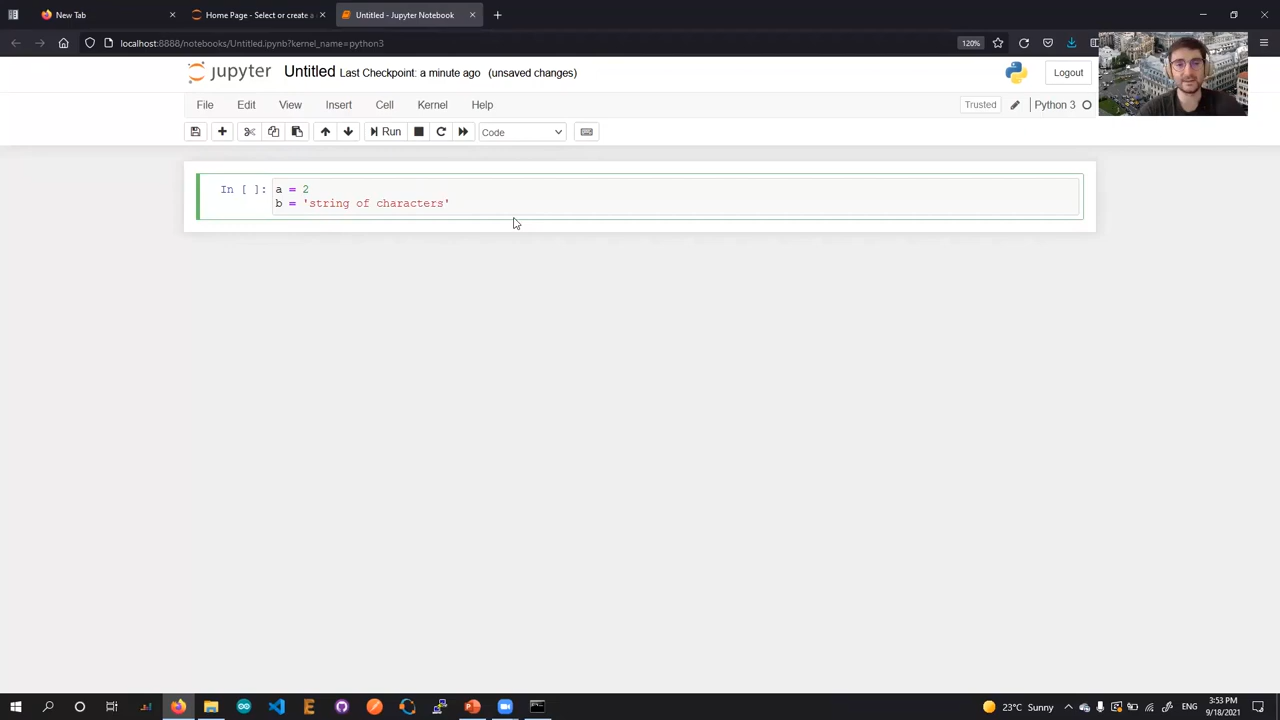 New Tab
Home Page - Select or create a
Untitled - Jupyter Notebook
localhost:8888/notebooks/Untitled.ipynb?kernel_name=python3
120%
jupyter Untitled Last Checkpoint: a minute ago (unsaved changes)
Logout
File Edit View Insert Cell Kernel Help
Trusted
Python 3
Run
Code
In [ ]: a = 2
b = 'string of characters'
23°C Sunny
ENG
3:53 PM
9/18/2021